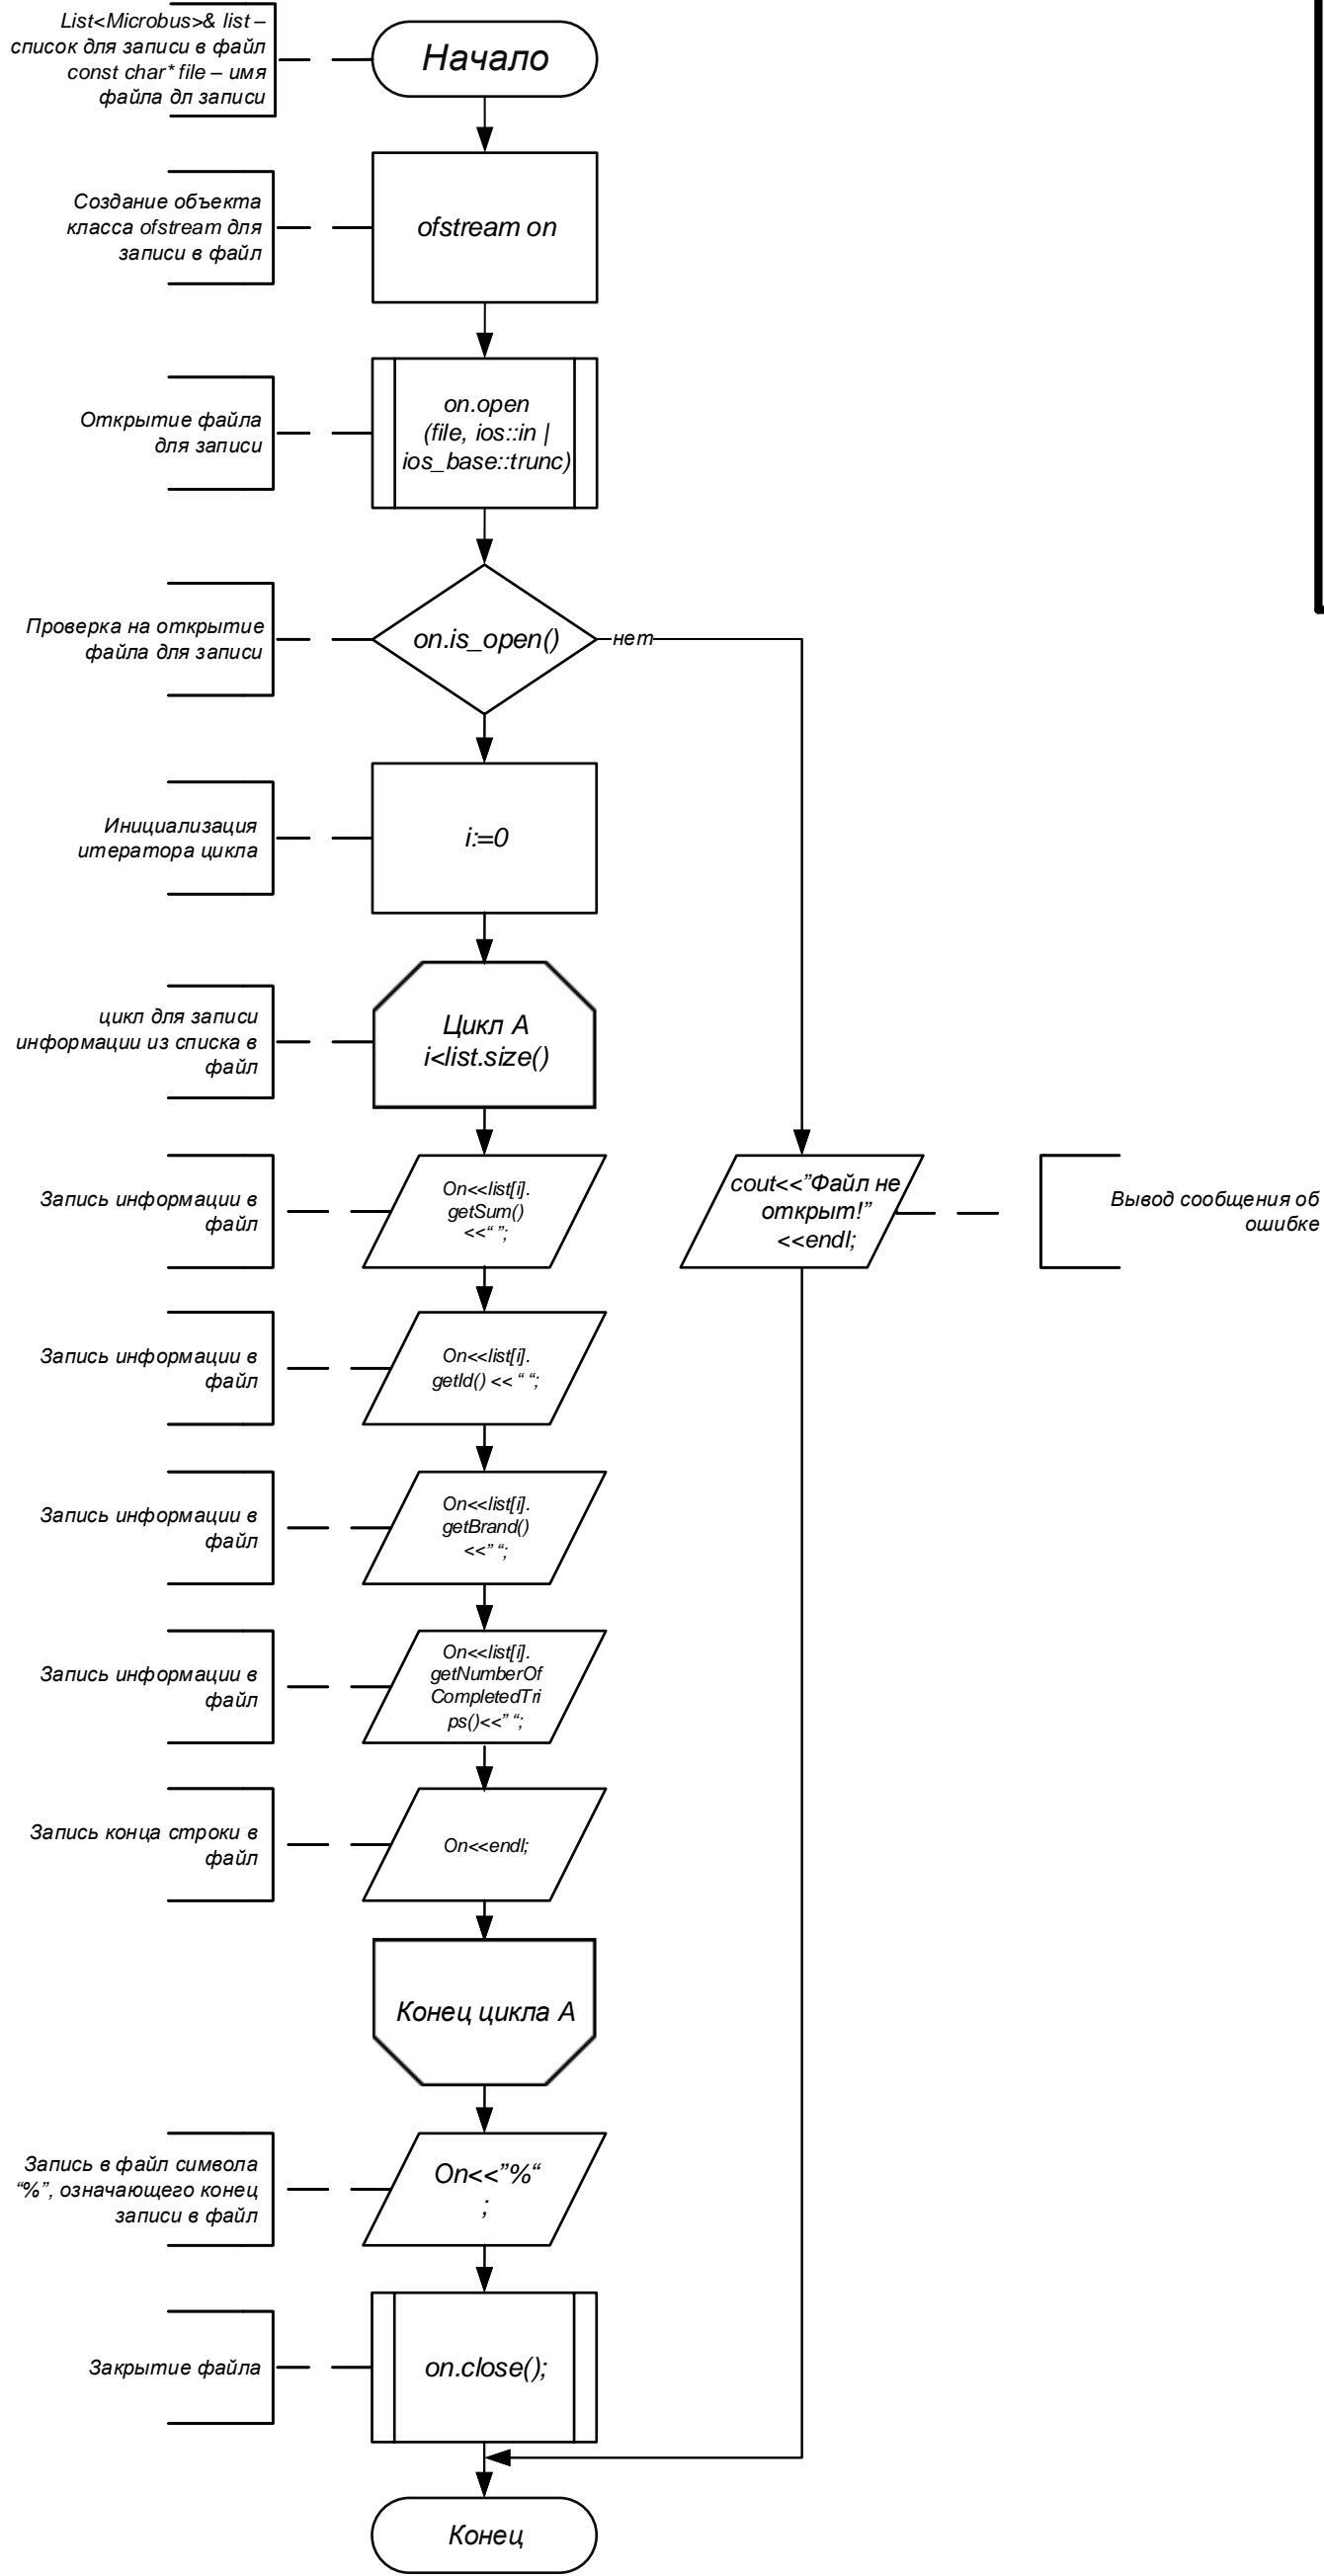 List<Microbus>& list –
список для записи в файл
const char* file – имя
файла дл записи
Начало
Создание объекта
класса ofstream для
записи в файл
ofstream on
Открытие файла
для записи
on.open
(file, ios::in |
ios_base::trunc)
Проверка на открытие
файла для записи
on.is_open()
нет
Инициализация
итератора цикла
i:=0
цикл для записи
информации из списка в
файл
Цикл А
i<list.size()
Запись информации в
файл
On<<list[i].
getSum()
<<“ ”;
cout<<”Файл не
открыт!”
<<endl;
Вывод сообщения об
ошибке
Запись информации в
файл
On<<list[i].
getId() << “ “;
Запись информации в
файл
On<<list[i].
getBrand()
<<” “;
Запись информации в
файл
On<<list[i].
getNumberOf
CompletedTri
ps()<<” “;
Запись конца строки в
файл
On<<endl;
Конец цикла А
Запись в файл символа
“%”, означающего конец
записи в файл
On<<”%“
;
Закрытие файла
on.close();
Конец